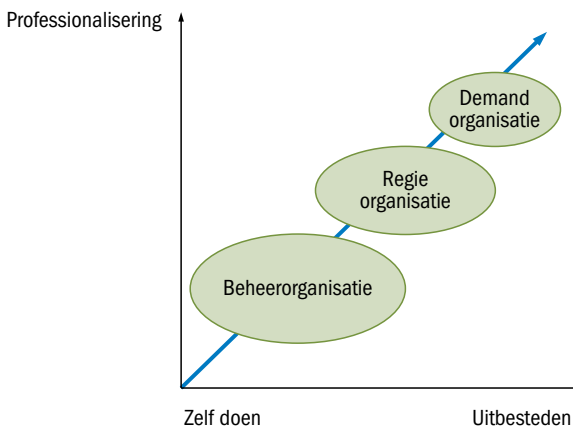 Professionalisering
Demand
organisatie
Regie
organisatie
Beheerorganisatie
Zelf doen
Uitbesteden